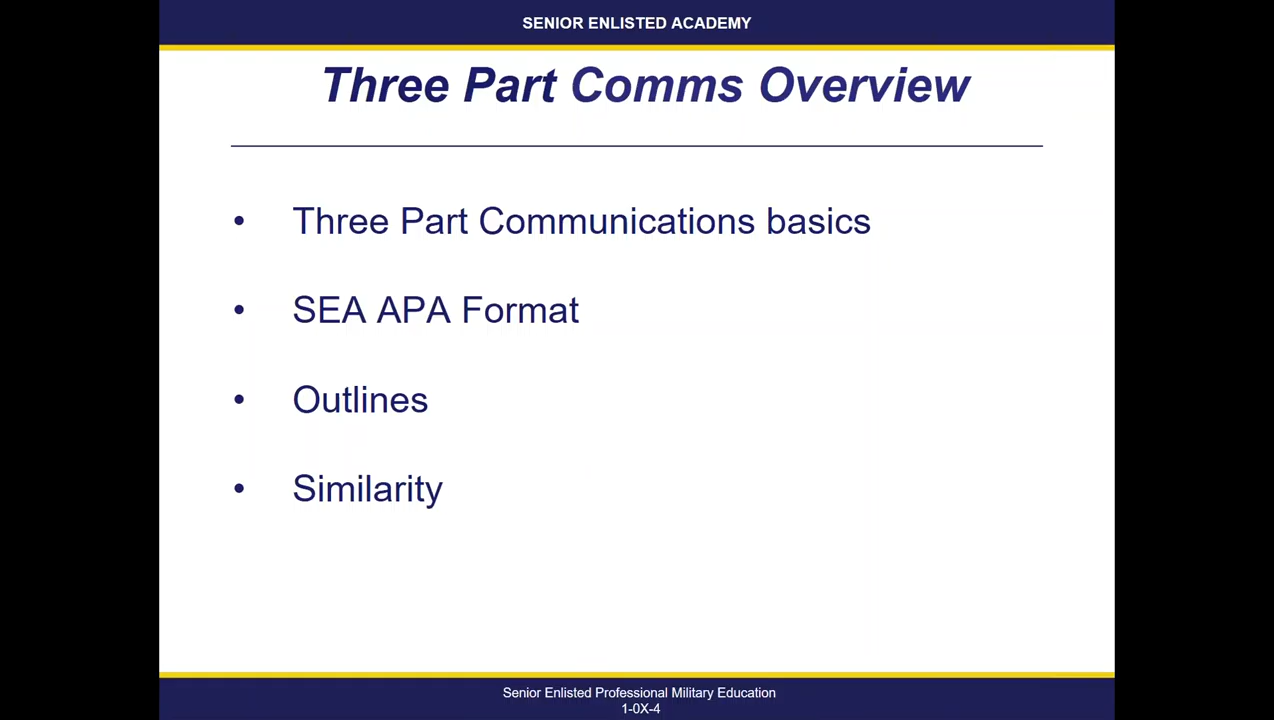 SENIOR ENLISTED ACADEMY
Three Part Comms Overview
• Three Part Communications basics
• SEA APA Format
• Outlines
• Similarity
Senior Enlisted Professional Military Education
1-0X-4